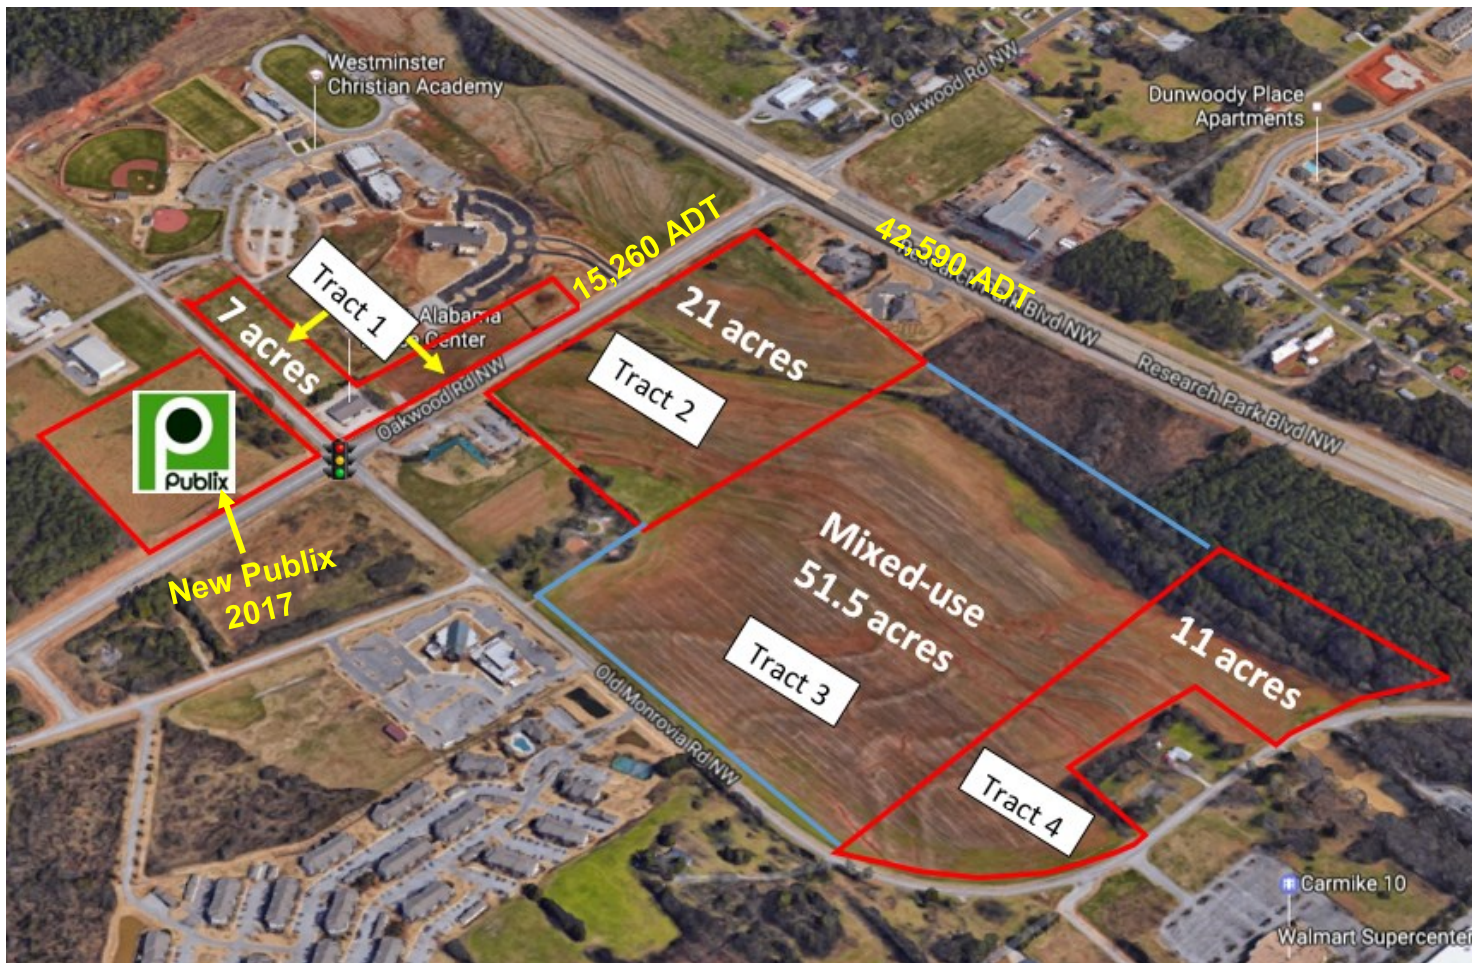 Westminster
Christian Academy
Oakwood Rd NW
Dunwoody Place
Apartments
15,260 ADT
42,590 ADT
Blvd NW
Research Park Blvd NW
Tract 1
7 acres
Alabama
Center
Oakwood Rd NW
21 acres
Tract 2
Publix
New Publix
2017
Mixed-use
51.5 acres
Tract 3
11 acres
Tract 4
Old Monrovia Rd NW
Carmike 10
Walmart Supercenter